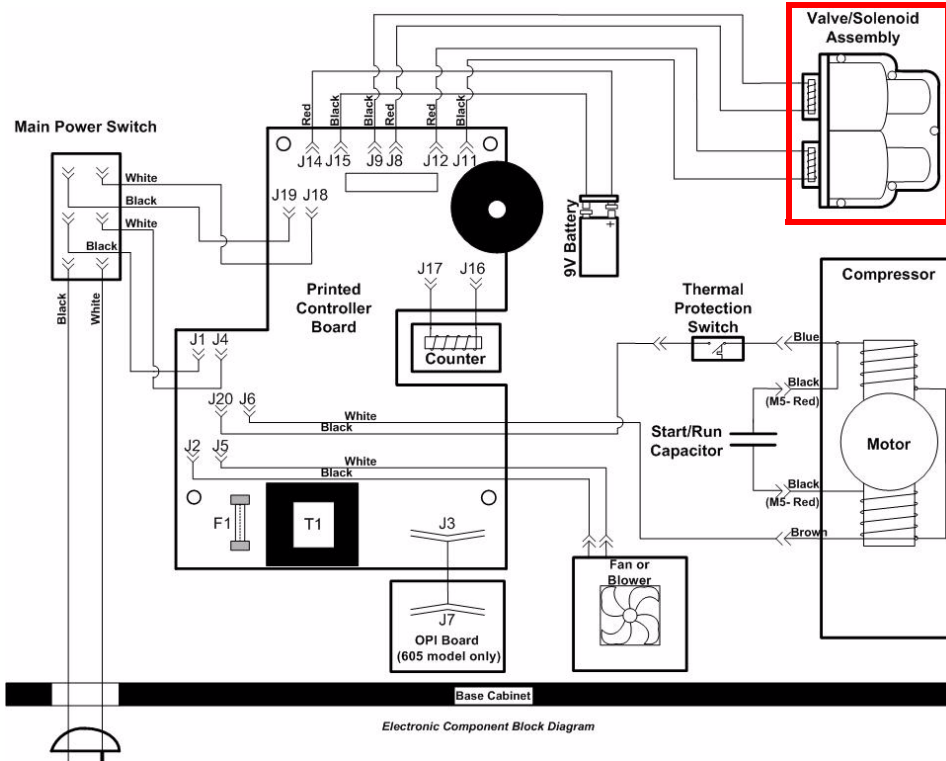 Valve/Solenoid
Assembly
Main Power Switch
Red
Black
Black
Red
Red
Black
J14
J15
J9
J8
J12
J11
White
Black
White
Black
J19
J18
9V Battery
+
Black
White
Printed
Controller
Board
J17
J16
Counter
Thermal
Protection
Switch
Compressor
Blue
Black
(M5- Red)
Start/Run
Capacitor
Motor
Black
(M5- Red)
Brown
J1
J4
J20
J6
White
Black
J2
J5
White
Black
F1
T1
J3
J7
OPI Board
(605 model only)
Fan or
Blower
Base Cabinet
Electronic Component Block Diagram